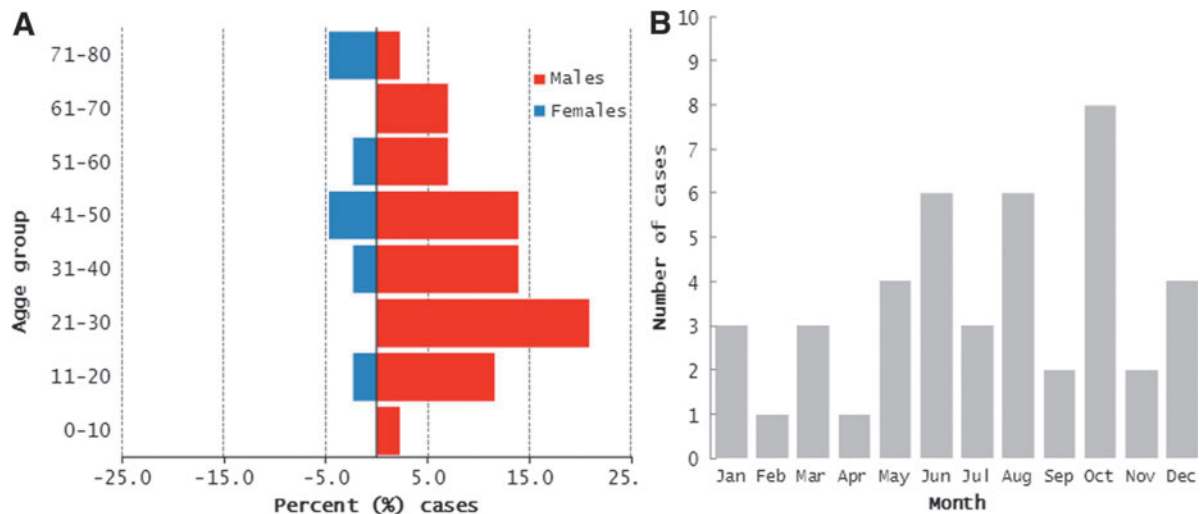 A
71-80
61-70
51-60
41-50
31-40
21-30
11-20
0-10
Agge group
Males
Females
-25.0 -15.0 -5.0 5.0 15.0 25.
Percent (%) cases
B
10
9
8
7
6
5
4
3
2
1
0
Number of cases
Jan Feb Mar Apr May Jun Jul Aug Sep Oct Nov Dec
Month